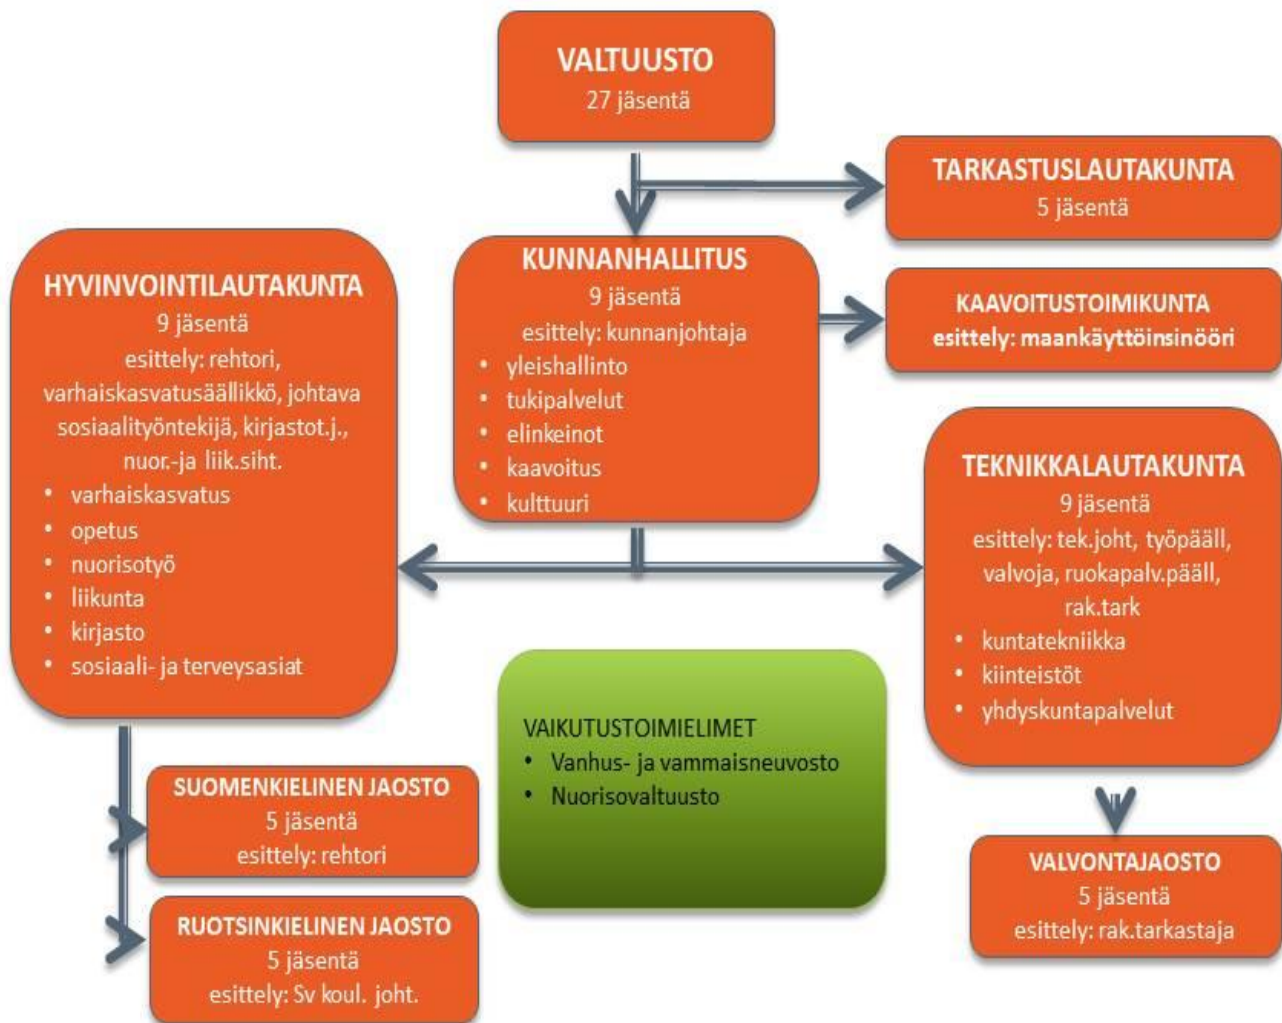 VALTUUSTO
27 jäsentä
TARKASTUSLAUTAKUNTA
5 jäsentä
KUNNANHALLITUS
9 jäsentä
esittely: kunnanjohtaja
• yleishallinto
• tukipalvelut
• elinkeinot
• kaavoitus
• kulttuuri
KAAVOITUSTOIMIKUNTA
esittely: maankäyttöinsinööri
HYVINVOINTILAUTAKUNTA
9 jäsentä
esittely: rehtori,
varhaiskasvatusäällikkö, johtava
sosiaalityöntekijä, kirjastot.j.,
nuor.-ja liik.siht.
• varhaiskasvatus
• opetus
• nuorisotyö
• liikunta
• kirjasto
• sosiaali- ja terveysasiat
TEKNIKKALAUTAKUNTA
9 jäsentä
esittely: tek.joht, työpääll,
valvoja, ruokapalv.pääll,
rak.tark
• kuntatekniikka
• kiinteistöt
• yhdyskuntapalvelut
VAIKUTUSTOIMIELIMET
• Vanhus- ja vammaisneuvosto
• Nuorisovaltuusto
SUOMENKIELINEN JAOSTO
5 jäsentä
esittely: rehtori
RUOTSINKIELINEN JAOSTO
5 jäsentä
esittely: Sv koul. joht.
VALVONTAJAOSTO
5 jäsentä
esittely: rak.tarkastaja